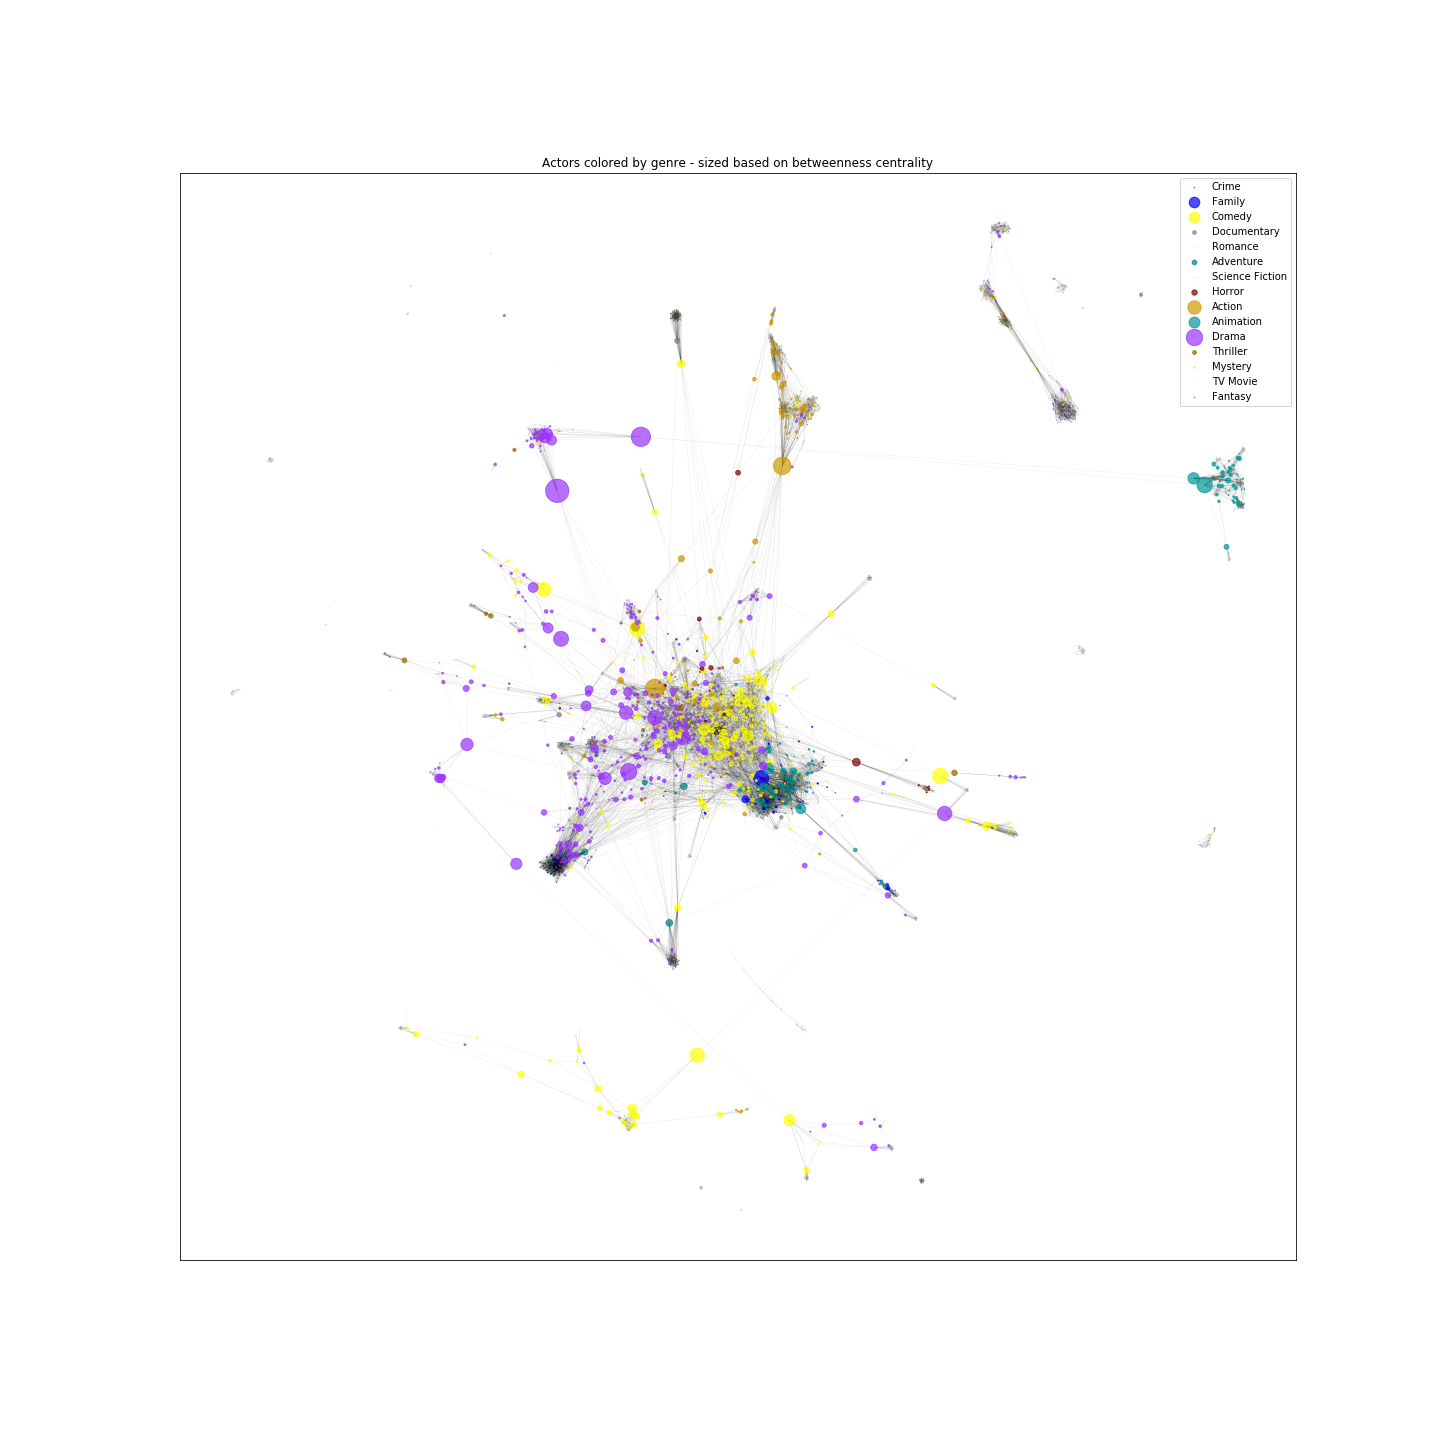 Actors colored by genre - sized based on betweenness centrality
Crime
Family
Comedy
Documentary
Romance
Adventure
Science Fiction
Horror
Action
Animation
Drama
Thriller
Mystery
TV Movie
Fantasy